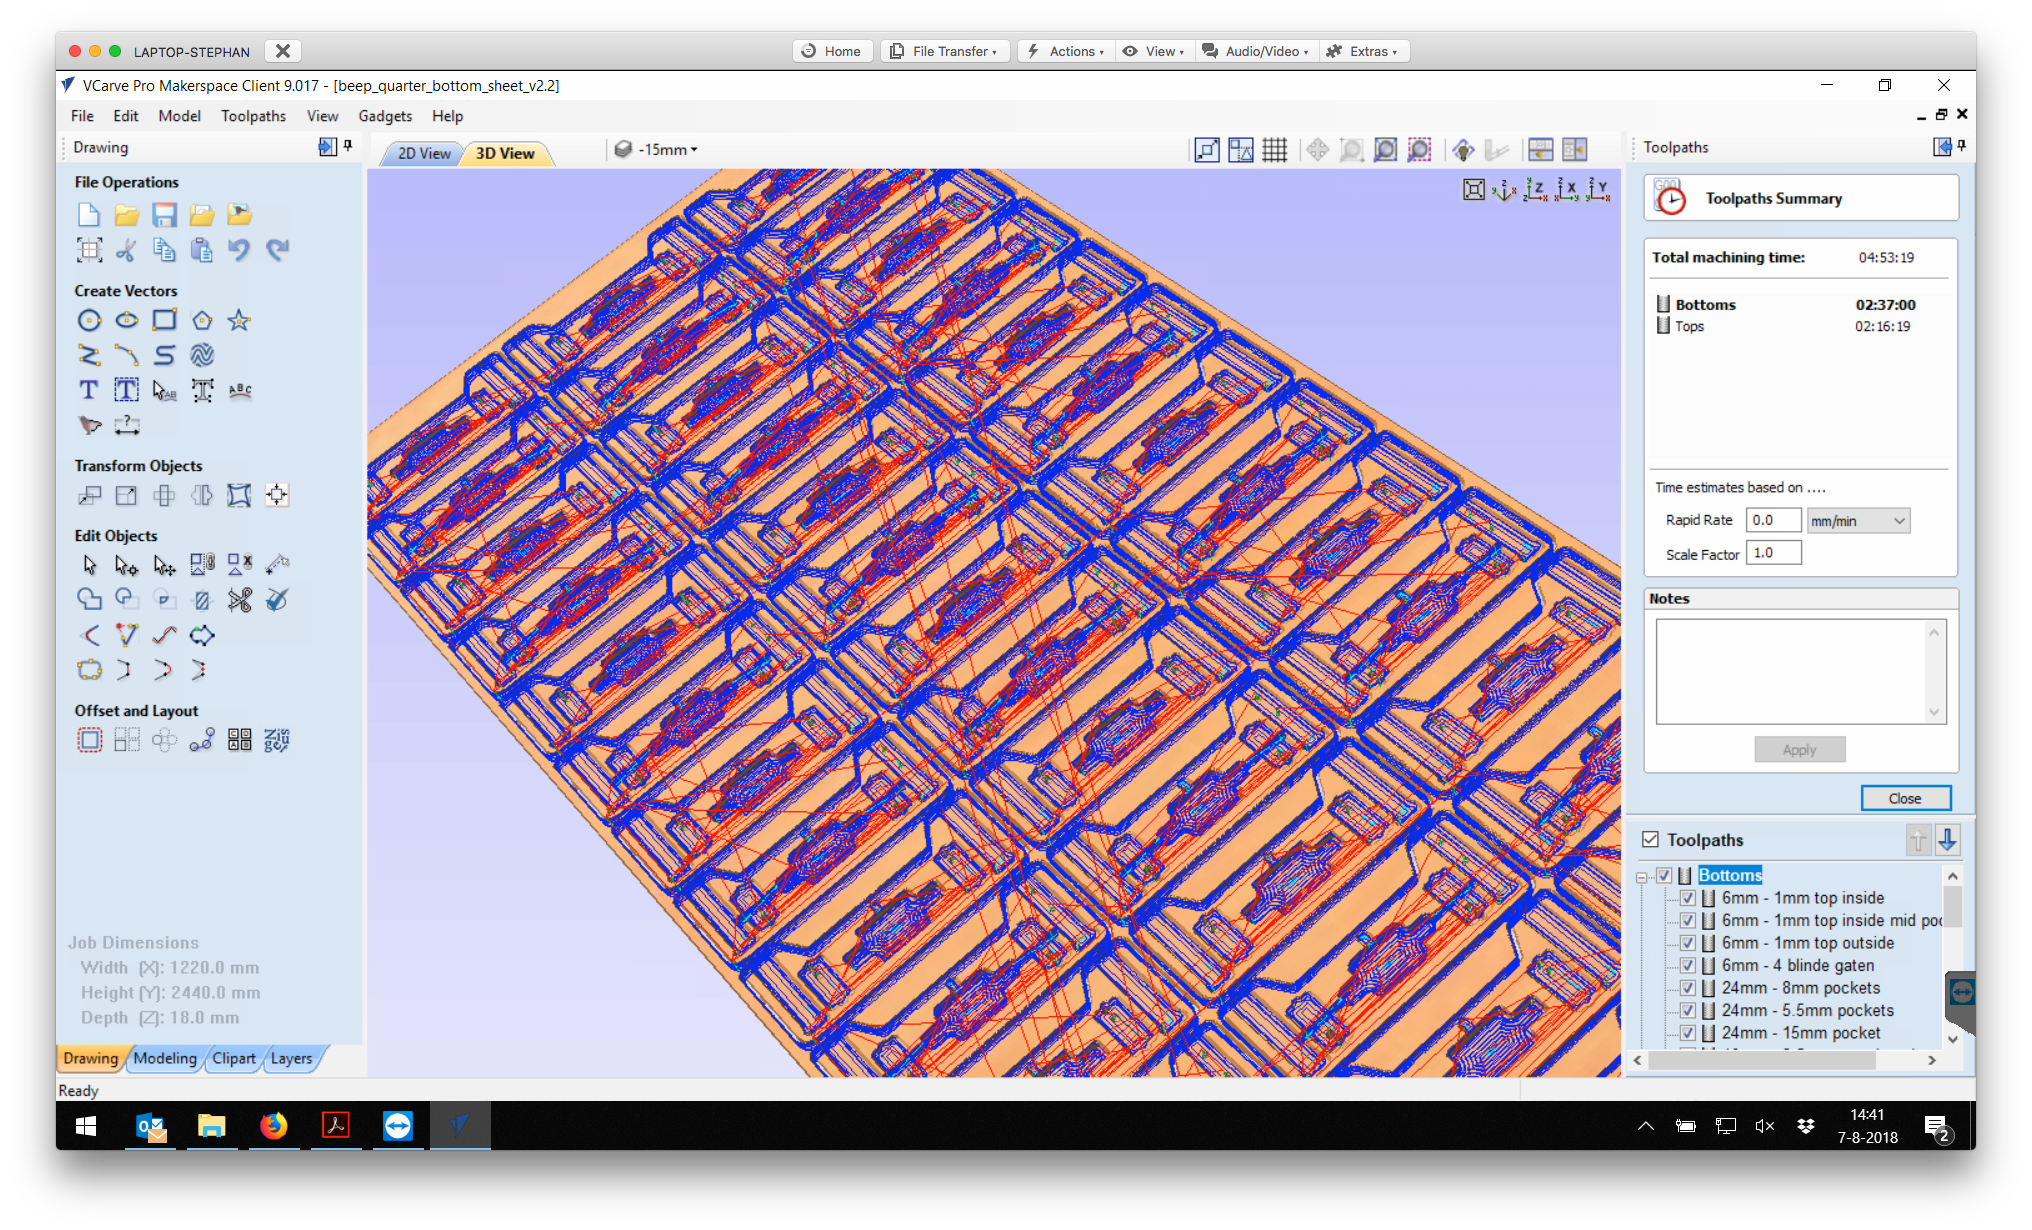 LAPTOP-STEPHAN
Home File Transfer Actions View Audio/Video Extras
VCarve Pro Makerspace Client 9.017 - [beep_quarter_bottom_sheet_v2.2]
File Edit Model Toolpaths View Gadgets Help
Drawing
2D View 3D View -15mm
File Operations
Create Vectors
Transform Objects
Edit Objects
Offset and Layout
Job Dimensions
Width (X): 1220.0 mm
Height (Y): 2440.0 mm
Depth (Z): 18.0 mm
Drawing Modeling Clipart Layers
Ready
Toolpaths
Toolpaths Summary
Total machining time: 04:53:19
Bottoms 02:37:00
Tops 02:16:19
Time estimates based on ....
Rapid Rate 0.0 mm/min
Scale Factor 1.0
Notes
Apply
Close
Toolpaths
Bottoms
6mm - 1mm top inside
6mm - 1mm top inside mid poc
6mm - 1mm top outside
6mm - 4 blinde gaten
24mm - 8mm pockets
24mm - 5.5mm pockets
24mm - 15mm pocket
14:41
7-8-2018
2